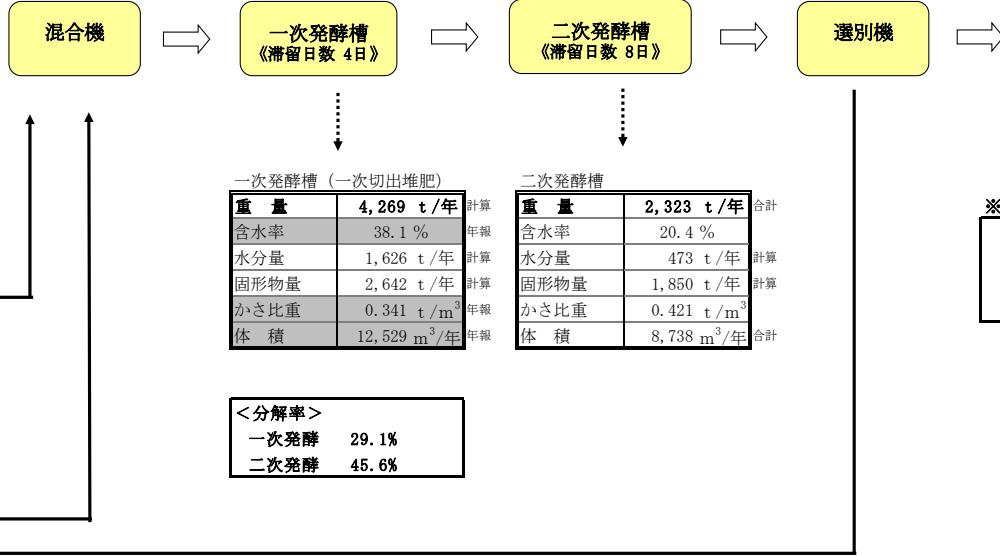 混合機
一次発酵槽
《滞留日数 4日》
二次発酵槽
《滞留日数 8日》
選別機
一次発酵槽（一次切出堆肥）
重　量 4,269 ｔ/年 計算
含水率 38.1 % 年報
水分量 1,626 ｔ/年 計算
固形物量 2,642 ｔ/年 計算
かさ比重 0.341 ｔ/m³ 年報
体　積 12,529 m³/年 年報
二次発酵槽
重　量 2,323 ｔ/年 合計
含水率 20.4 %
水分量 473 ｔ/年 計算
固形物量 1,850 ｔ/年 計算
かさ比重 0.421 ｔ/m³
体　積 8,738 m³/年 合計
※
＜分解率＞
一次発酵 29.1%
二次発酵 45.6%